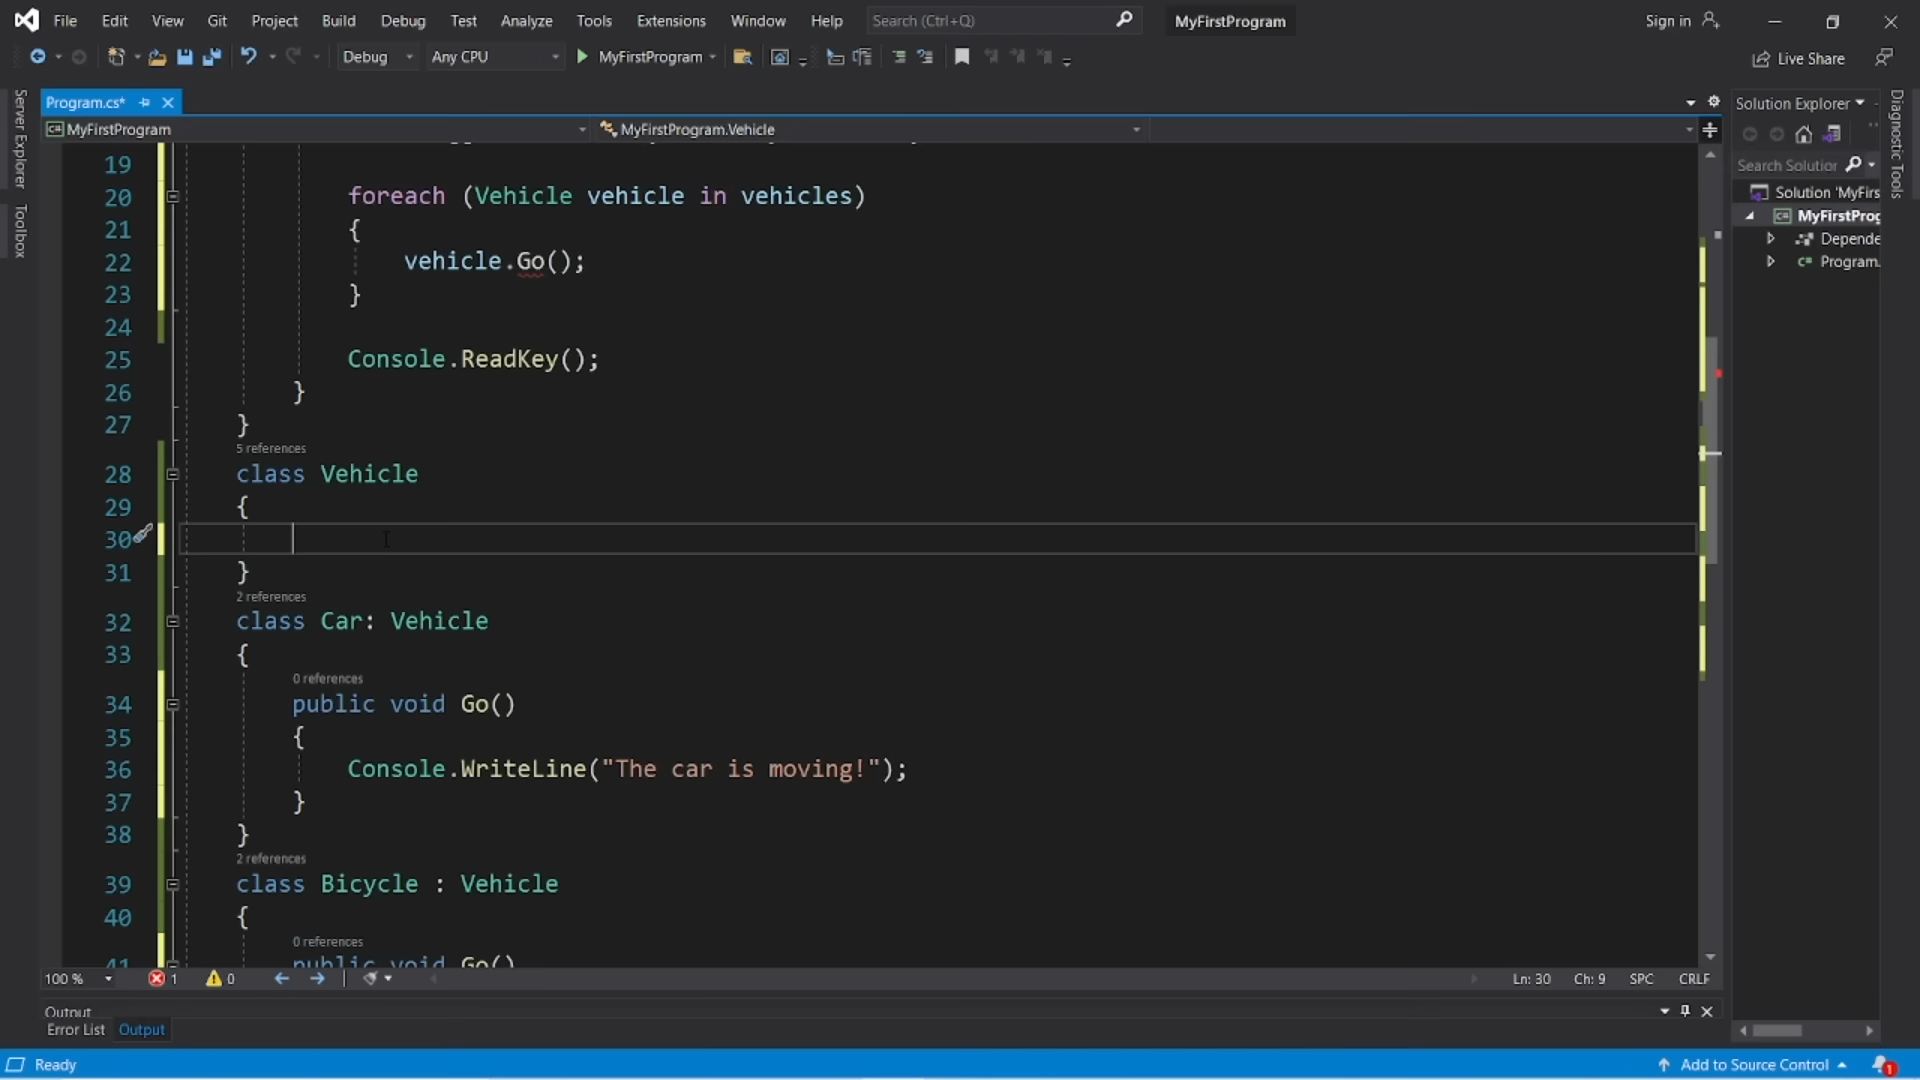 File Edit View Git Project Build Debug Test Analyze Tools Extensions Window Help Search (Ctrl+Q) MyFirstProgram Sign in
Debug Any CPU MyFirstProgram Live Share
Server Explorer
Toolbox
Program.cs*
MyFirstProgram MyFirstProgram.Vehicle
19
20 foreach (Vehicle vehicle in vehicles)
21 {
22 vehicle.Go();
23 }
24
25 Console.ReadKey();
26 }
27 }
5 references
28 class Vehicle
29 {
30
31 }
2 references
32 class Car: Vehicle
33 {
0 references
34 public void Go()
35 {
36 Console.WriteLine("The car is moving!");
37 }
38 }
2 references
39 class Bicycle : Vehicle
40 {
0 references
41 public void Go()
100 % 1 0 Ln: 30 Ch: 9 SPC CRLF
Output
Error List Output
Ready Add to Source Control 1
Solution Explorer
Search Solutior
Solution 'MyFirs
MyFirstProg
Depende
Program.
Diagnostic Tools